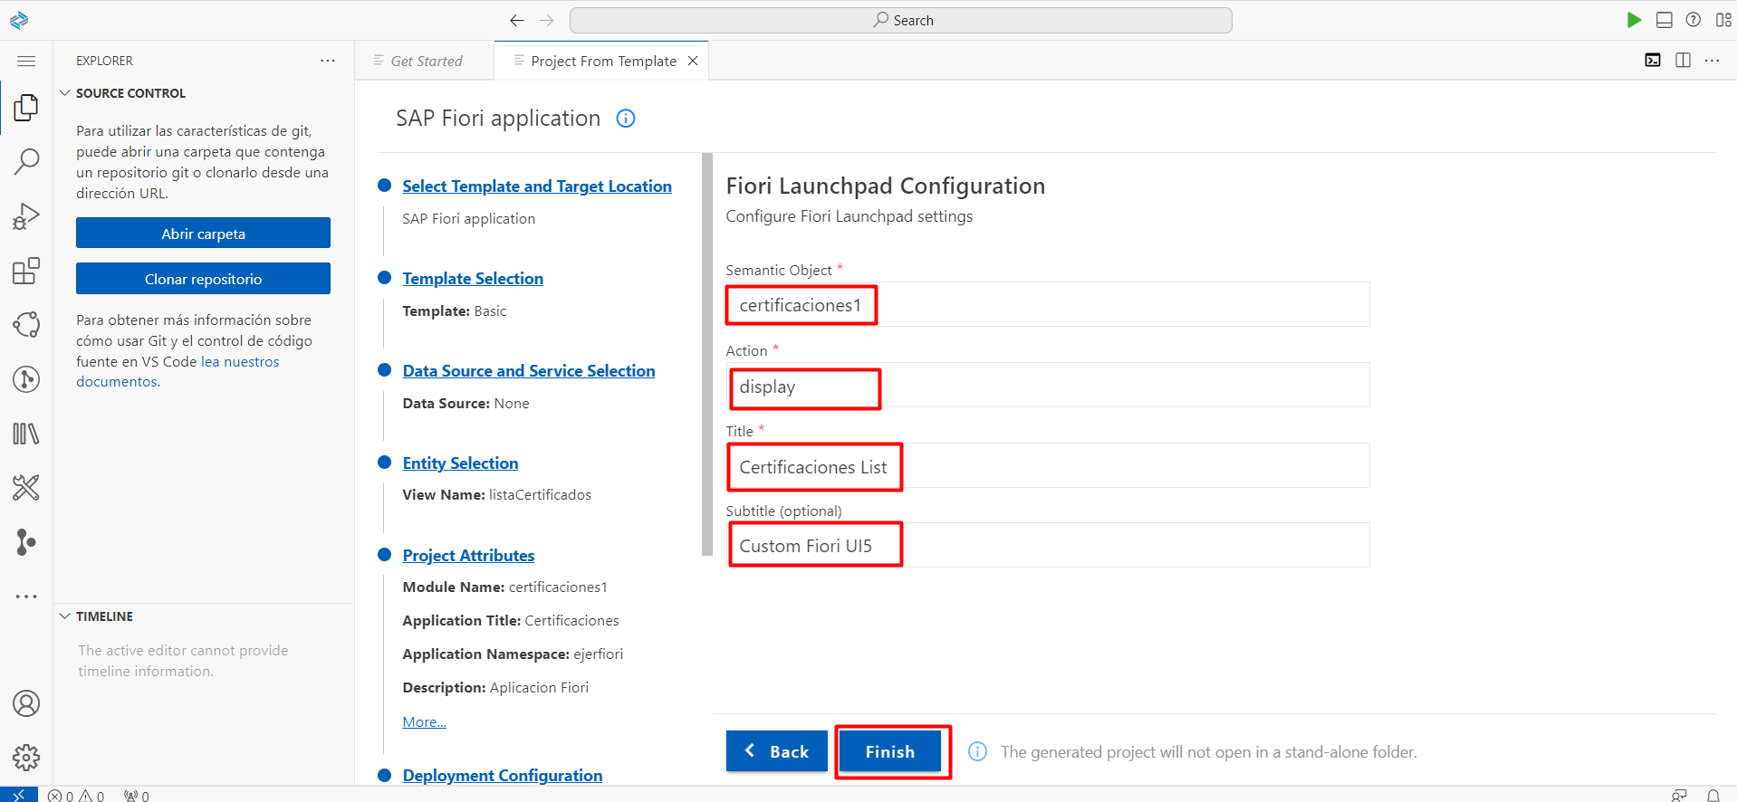 Search
EXPLORER
Get Started
Project From Template
SOURCE CONTROL
Para utilizar las características de git,
puede abrir una carpeta que contenga
un repositorio git o clonarlo desde una
dirección URL.
Abrir carpeta
Clonar repositorio
Para obtener más información sobre
cómo usar Git y el control de código
fuente en VS Code lea nuestros
documentos.
TIMELINE
The active editor cannot provide
timeline information.
SAP Fiori application
Select Template and Target Location
SAP Fiori application
Template Selection
Template: Basic
Data Source and Service Selection
Data Source: None
Entity Selection
View Name: listaCertificados
Project Attributes
Module Name: certificaciones1
Application Title: Certificaciones
Application Namespace: ejerfiori
Description: Aplicacion Fiori
More...
Deployment Configuration
Fiori Launchpad Configuration
Configure Fiori Launchpad settings
Semantic Object *
certificaciones1
Action *
display
Title *
Certificaciones List
Subtitle (optional)
Custom Fiori UI5
Back
Finish
The generated project will not open in a stand-alone folder.
0 0 0